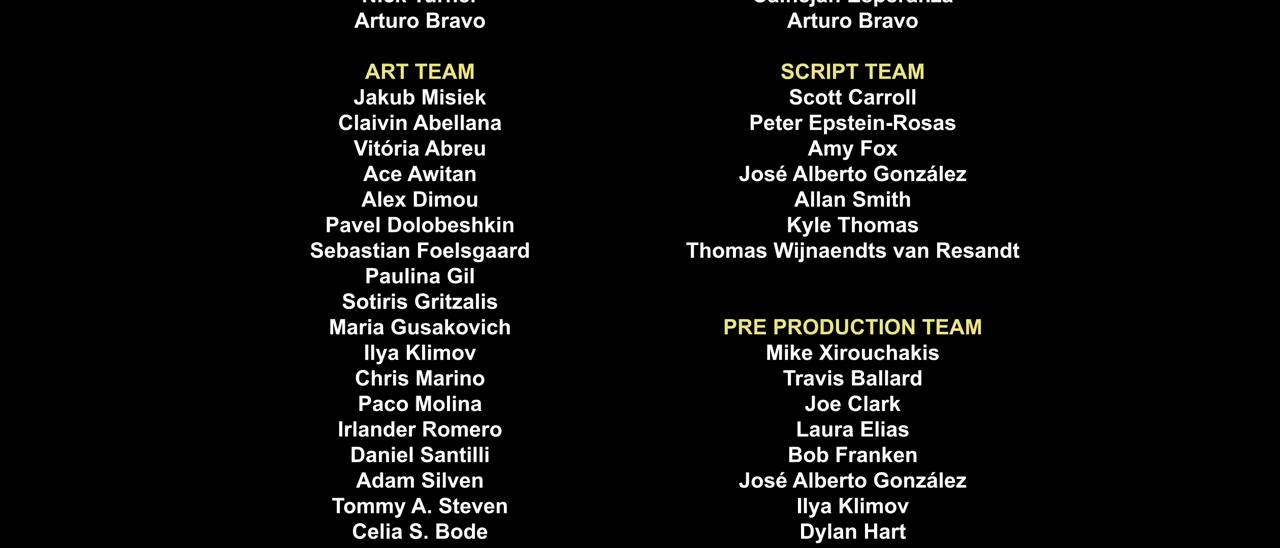 Arturo Bravo
ART TEAM
Jakub Misiek
Claivin Abellana
Vitória Abreu
Ace Awitan
Alex Dimou
Pavel Dolobeshkin
Sebastian Foelsgaard
Paulina Gil
Sotiris Gritzalis
Maria Gusakovich
Ilya Klimov
Chris Marino
Paco Molina
Irlander Romero
Daniel Santilli
Adam Silven
Tommy A. Steven
Celia S. Bode
Arturo Bravo
SCRIPT TEAM
Scott Carroll
Peter Epstein-Rosas
Amy Fox
José Alberto González
Allan Smith
Kyle Thomas
Thomas Wijnaendts van Resandt
PRE PRODUCTION TEAM
Mike Xirouchakis
Travis Ballard
Joe Clark
Laura Elias
Bob Franken
José Alberto González
Ilya Klimov
Dylan Hart